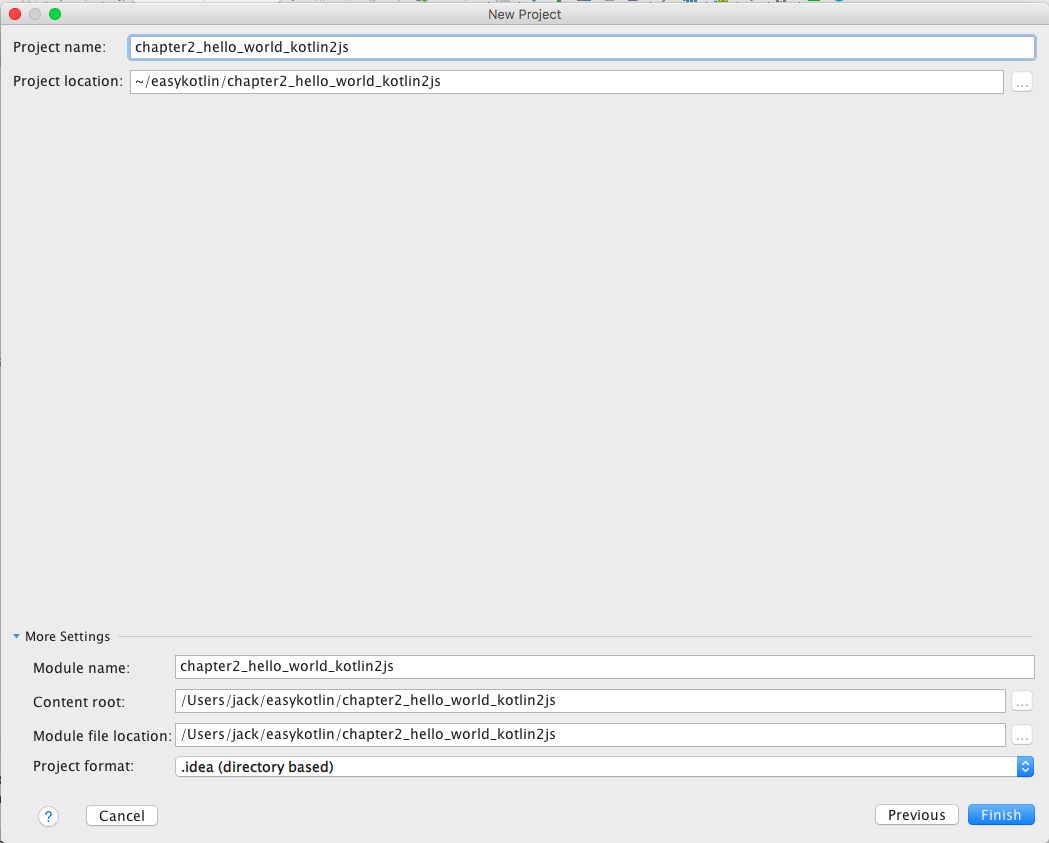 New Project
Project name: chapter2_hello_world_kotlin2js
Project location: ~/easykotlin/chapter2_hello_world_kotlin2js ...
More Settings
Module name: chapter2_hello_world_kotlin2js
Content root: /Users/jack/easykotlin/chapter2_hello_world_kotlin2js ...
Module file location: /Users/jack/easykotlin/chapter2_hello_world_kotlin2js ...
Project format: .idea (directory based)
? Cancel Previous Finish